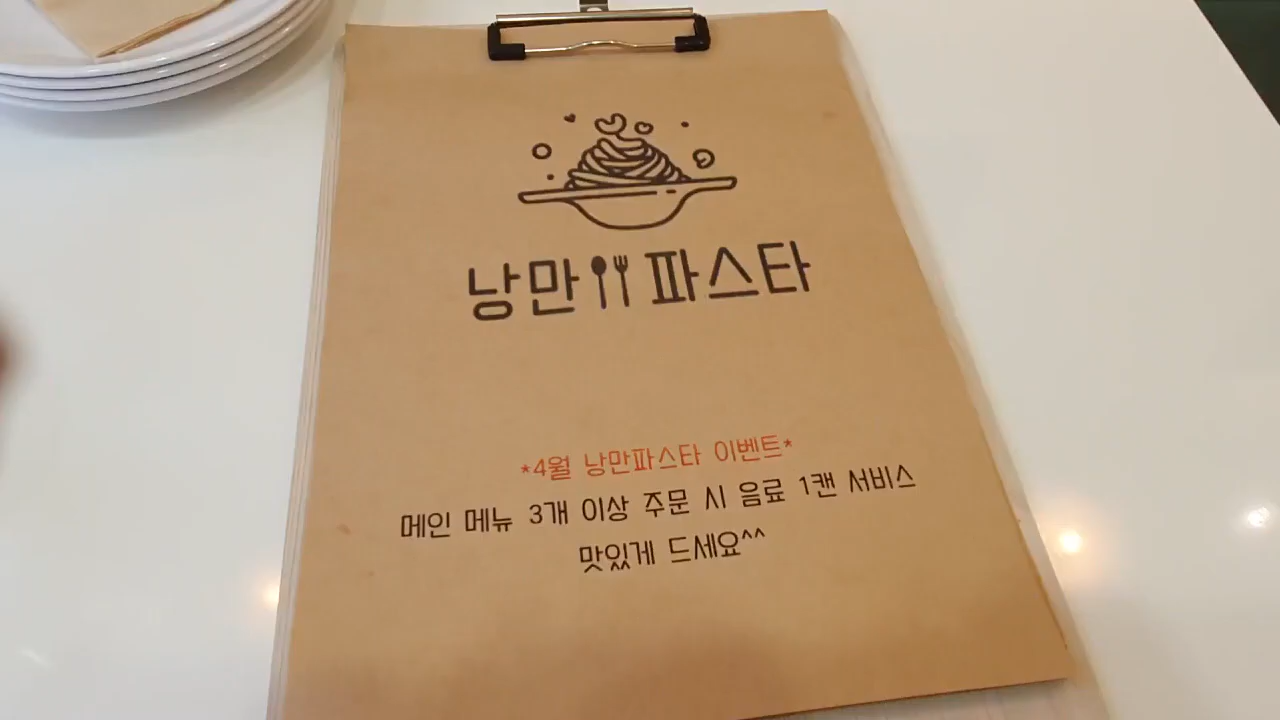 낭만 파스타
*4월 낭만파스타 이벤트*
메인 메뉴 3개 이상 주문 시 음료 1캔 서비스
맛있게 드세요^^